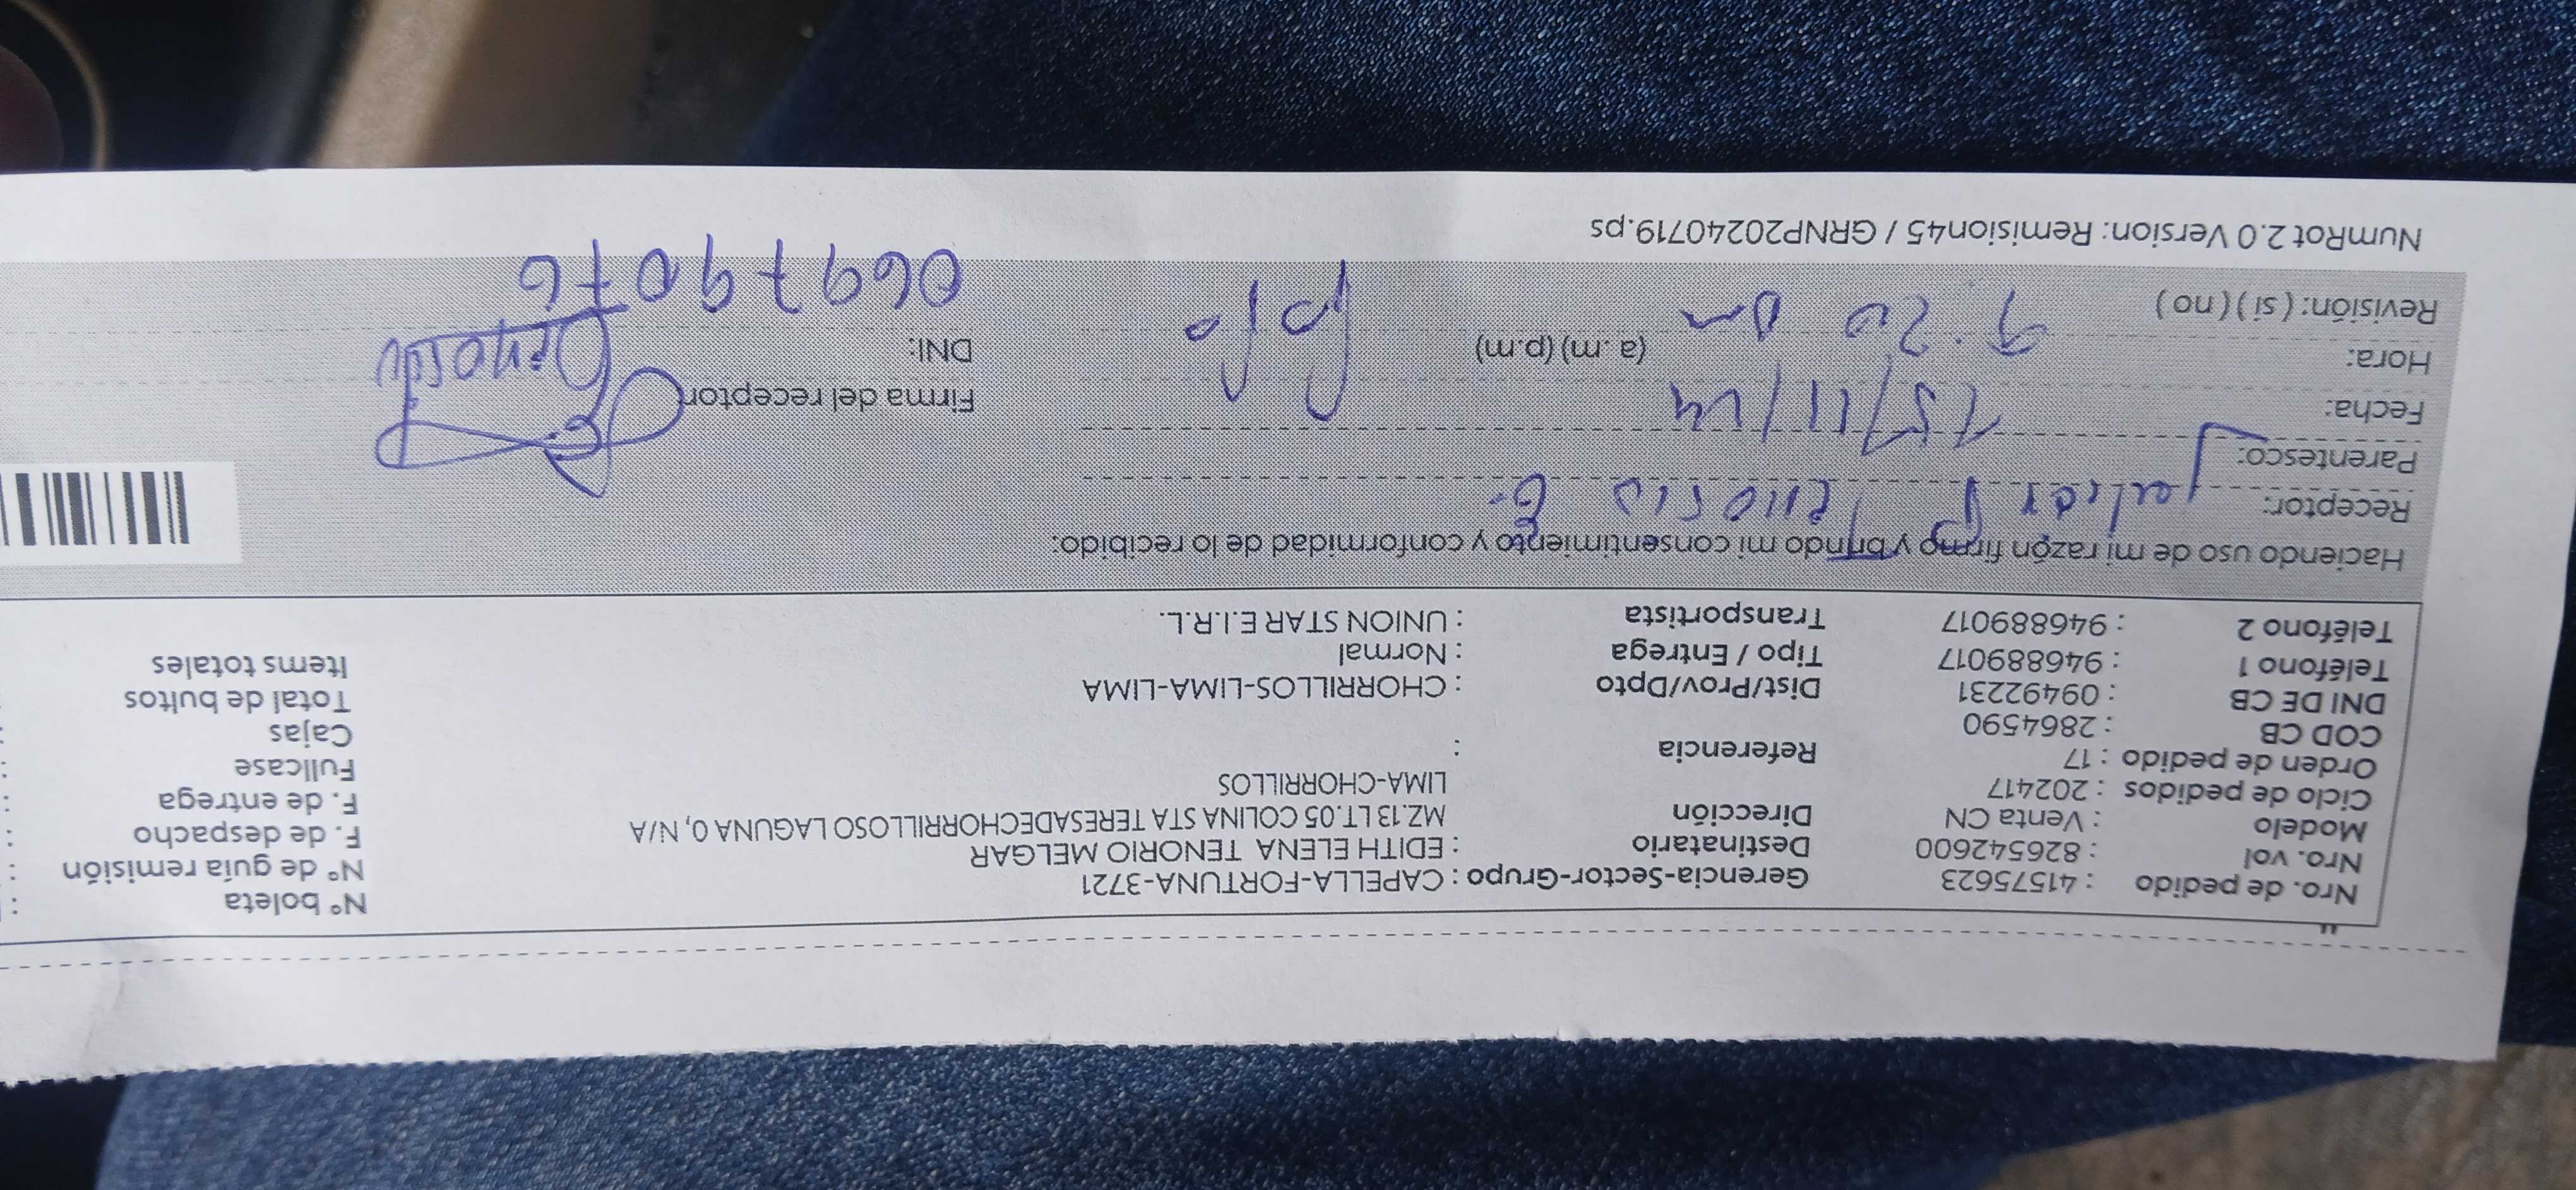 Nro. de pedido : 41575623 Gerencia-Sector-Grupo : CAPELLA-FORTUNA-3721 N° boleta :
Nro. vol : 826542600 Destinatario : EDITH ELENA TENORIO MELGAR N° de guía remisión :
Modelo : Venta CN Dirección MZ.13 LT.05 COLINA STA TERESADECHORRILLOSO LAGUNA 0, N/A F. de despacho :
Ciclo de pedidos : 202417 LIMA-CHORRILLOS F. de entrega :
Orden de pedido : 17 Referencia : Fullcase :
COD CB : 2864590 Cajas :
DNI DE CB : 09492231 Dist/Prov/Dpto : CHORRILLOS-LIMA-LIMA Total de bultos
Teléfono 1 : 946889017 Tipo / Entrega : Normal Items totales
Teléfono 2 : 946889017 Transportista : UNION STAR E.I.R.L.
Haciendo uso de mi razón firmo y brindo mi consentimiento y conformidad de lo recibido:
Receptor: Tenorio G.
Parentesco:
Fecha: 15/11/24 Firma del receptor
Hora: 9:20 am (a. m) (p.m) DNI: 06979076
Revisión: ( si ) ( no )
NumRot 2.0 Version: Remision45 / GRNP20240719.ps